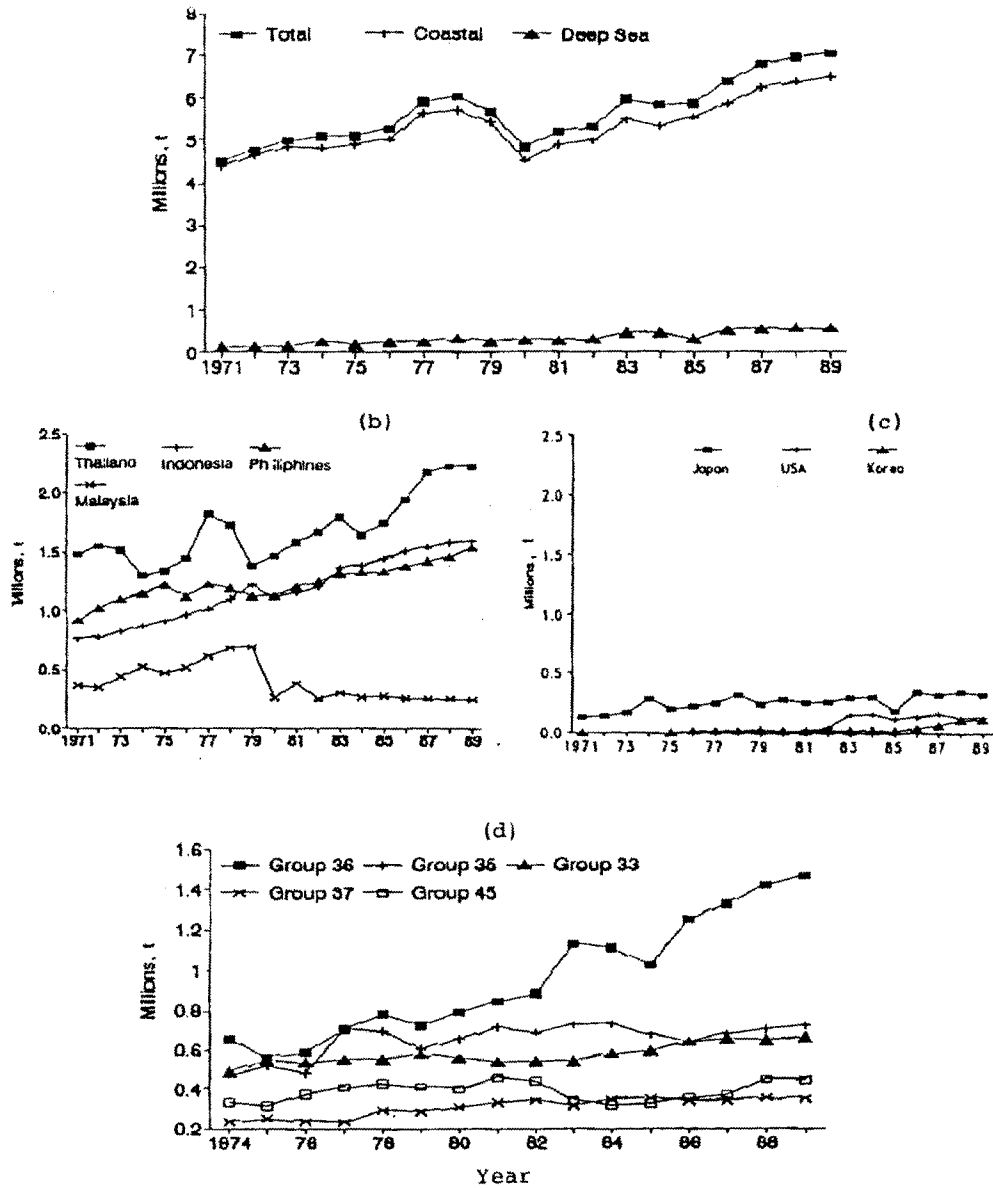 8
Total Coastal Deep Sea
7
6
5
4
3
2
1
0
Millions, t
1971 73 75 77 79 81 83 85 87 89
(b)
2.5
Thailand Indonesia Philiphines
Malaysia
2.0
1.5
1.0
0.5
0.0
Millions, t
1971 73 75 77 79 81 83 85 87 89
(c)
2.5
Japan USA Korea
2.0
1.5
1.0
0.5
0.0
Millions, t
1971 73 75 77 79 81 83 85 87 89
(d)
1.6
Group 36 Group 35 Group 33
Group 37 Group 45
1.4
1.2
1
0.8
0.6
0.4
0.2
Millions, t
1974 76 78 80 82 84 86 88
Year